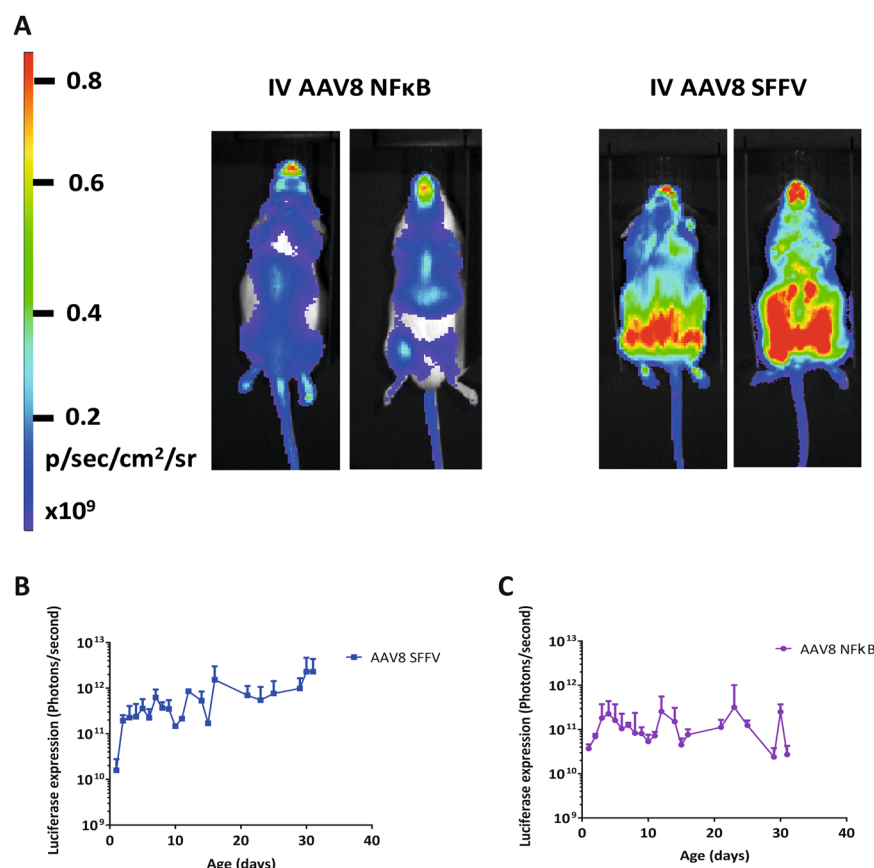 A
IV AAV8 NFκB
IV AAV8 SFFV
0.8
0.6
0.4
0.2
p/sec/cm²/sr
x10⁹
B
Luciferase expression (Photons/second)
10¹³
10¹²
10¹¹
10¹⁰
10⁹
0 10 20 30 40
Age (days)
AAV8 SFFV
C
Luciferase expression (Photons/second)
10¹³
10¹²
10¹¹
10¹⁰
10⁹
0 10 20 30 40
Age (days)
AAV8 NFkB